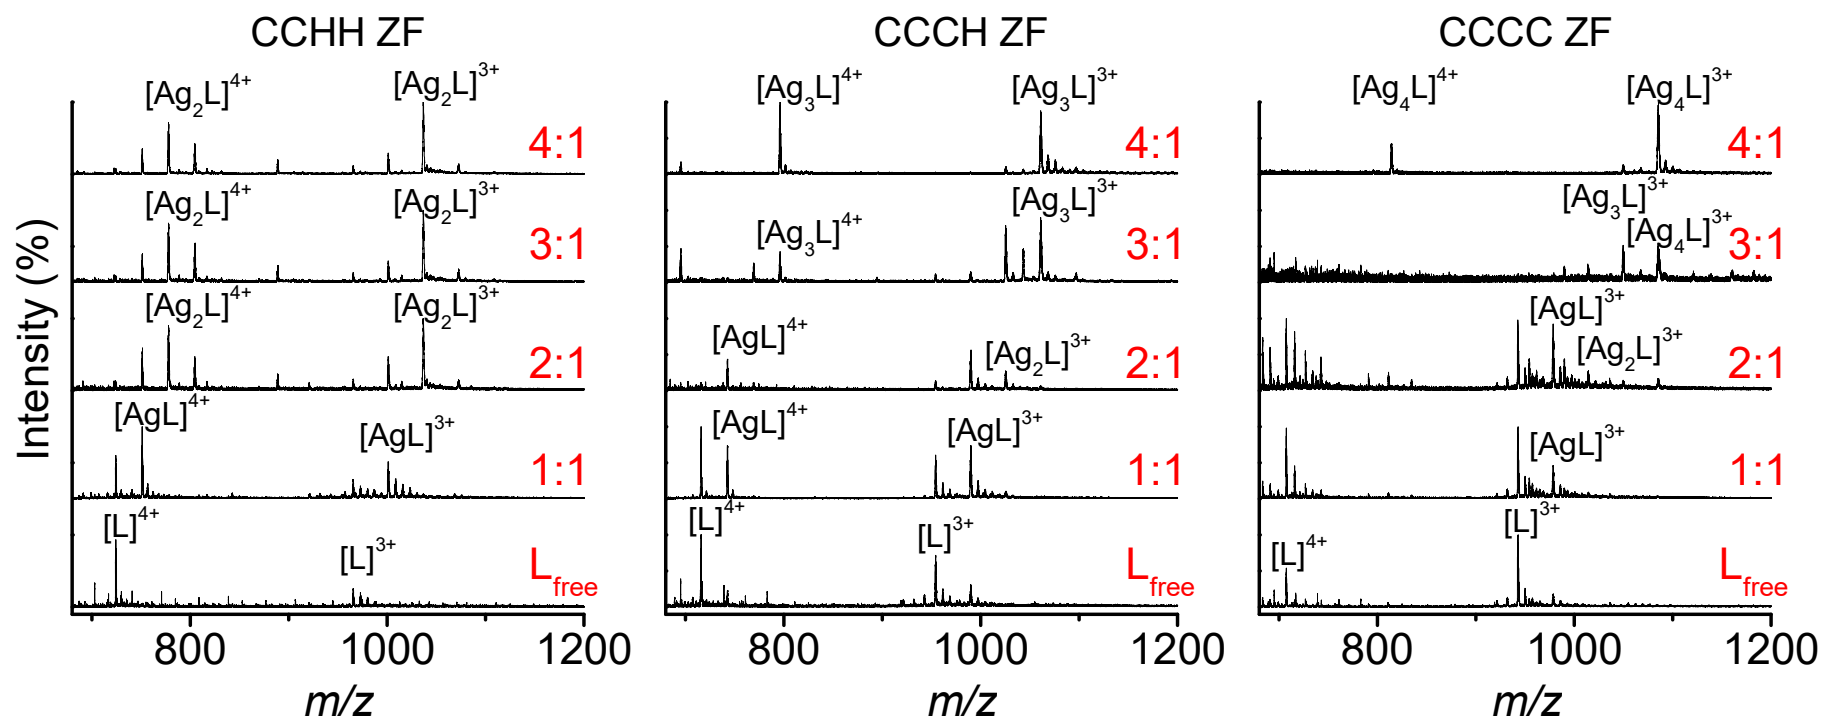 CCHH ZF
CCCH ZF
CCCC ZF
Intensity (%)
[Ag2L]4+
[Ag2L]3+
4:1
[Ag2L]4+
[Ag2L]3+
3:1
[Ag2L]4+
[Ag2L]3+
2:1
[AgL]4+
[AgL]3+
1:1
[L]4+
[L]3+
Lfree
800
1000
1200
m/z
[Ag3L]4+
[Ag3L]3+
4:1
[Ag3L]4+
[Ag3L]3+
3:1
[AgL]4+
[Ag2L]3+
2:1
[AgL]4+
[AgL]3+
1:1
[L]4+
[L]3+
Lfree
800
1000
1200
m/z
[Ag4L]4+
[Ag4L]3+
4:1
[Ag3L]3+
[Ag4L]3+
3:1
[AgL]3+
[Ag2L]3+
2:1
[AgL]3+
1:1
[L]4+
[L]3+
Lfree
800
1000
1200
m/z